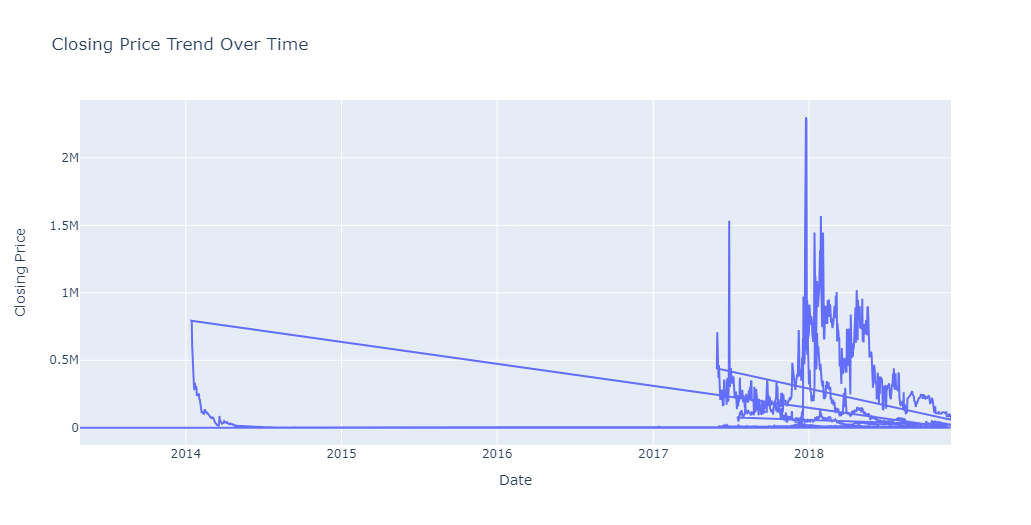 Closing Price Trend Over Time
2M
1.5M
1M
0.5M
0
Closing Price
2014
2015
2016
2017
2018
Date